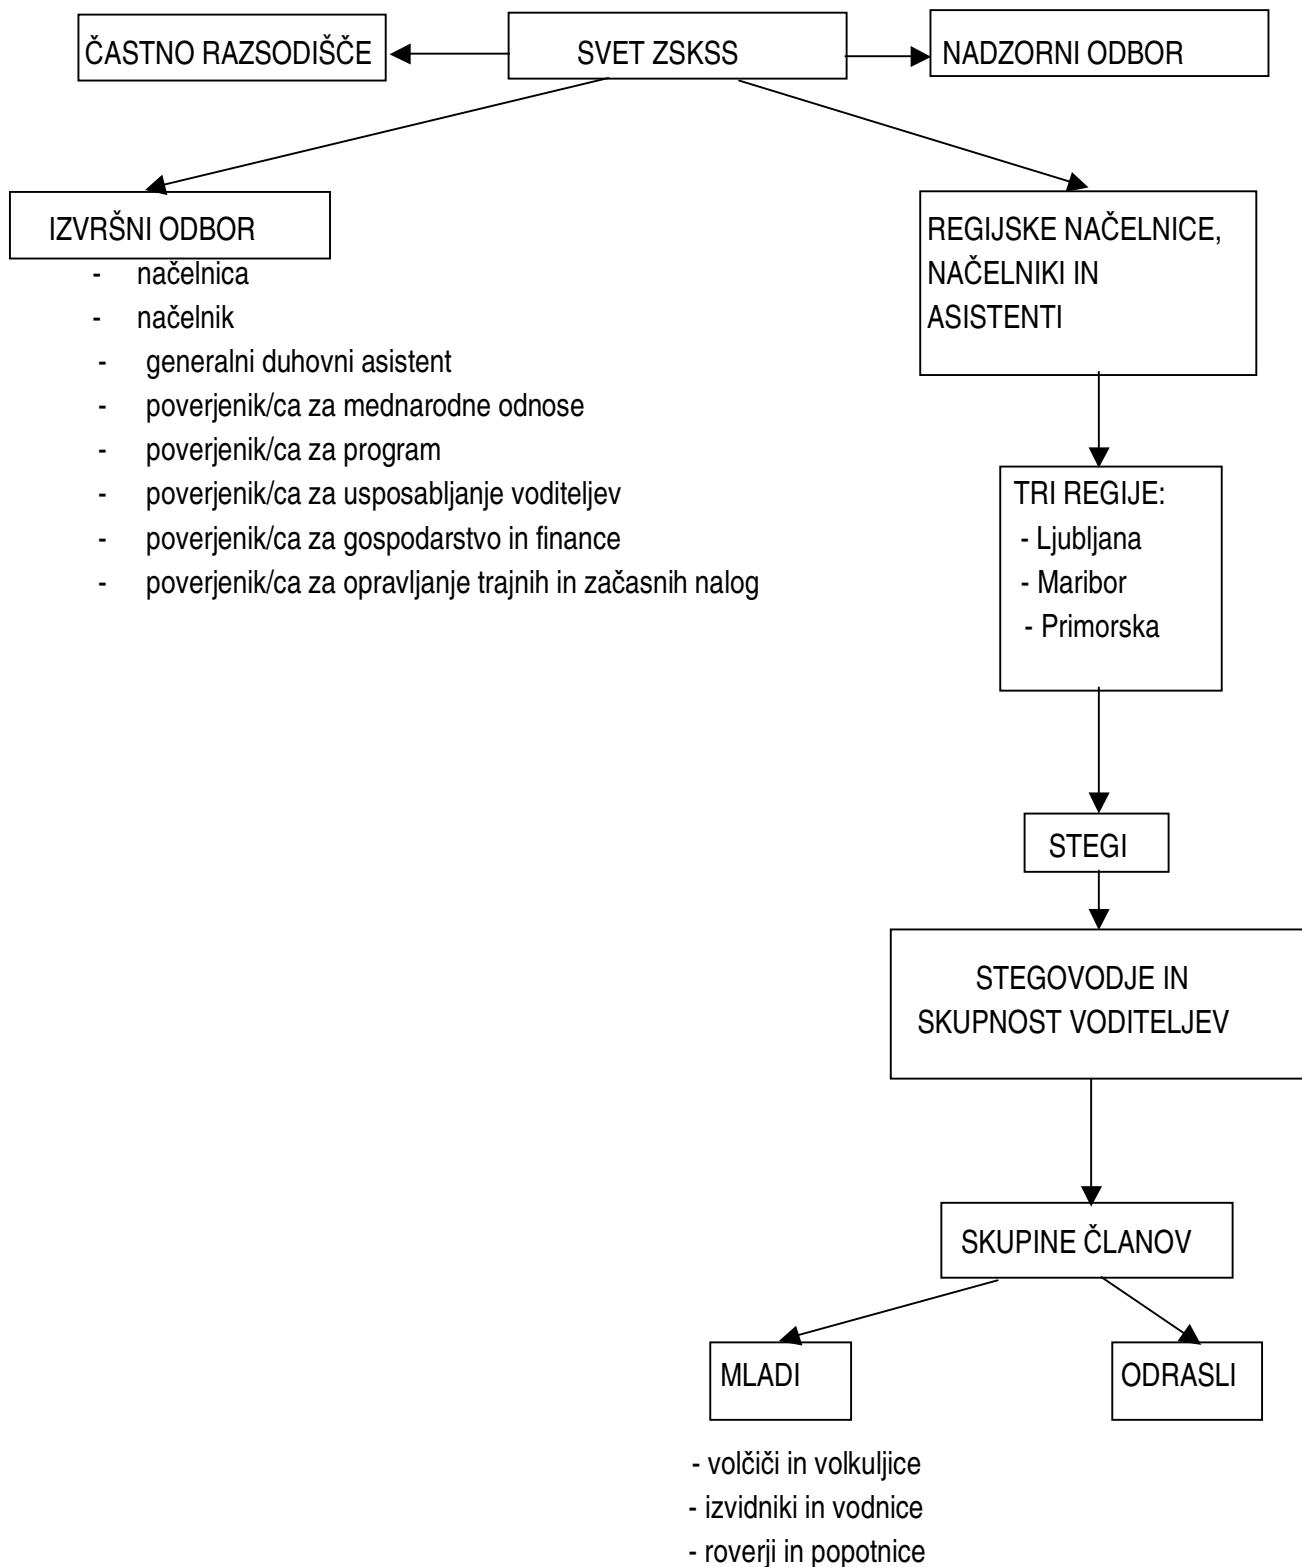 ČASTNO RAZSODIŠČE
SVET ZSKSS
NADZORNI ODBOR
IZVRŠNI ODBOR
- načelnica
- načelnik
- generalni duhovni asistent
- poverjenik/ca za mednarodne odnose
- poverjenik/ca za program
- poverjenik/ca za usposabljanje voditeljev
- poverjenik/ca za gospodarstvo in finance
- poverjenik/ca za opravljanje trajnih in začasnih nalog
REGIJSKE NAČELNICE,
NAČELNIKI IN
ASISTENTI
TRI REGIJE:
- Ljubljana
- Maribor
- Primorska
STEGI
STEGOVODJE IN
SKUPNOST VODITELJEV
SKUPINE ČLANOV
MLADI
ODRASLI
- volčiči in volkuljice
- izvidniki in vodnice
- roverji in popotnice